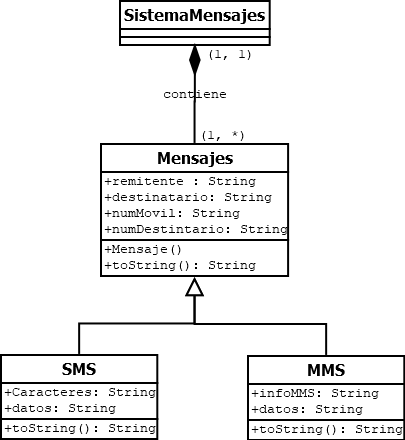 SistemaMensajes
(1, 1)
contiene
(1, *)
Mensajes
+remitente : String
+destinatario: String
+numMovil: String
+numDestintario: String
+Mensaje()
+toString(): String
SMS
+Caracteres: String
+datos: String
+toString(): String
MMS
+infoMMS: String
+datos: String
+toString(): String